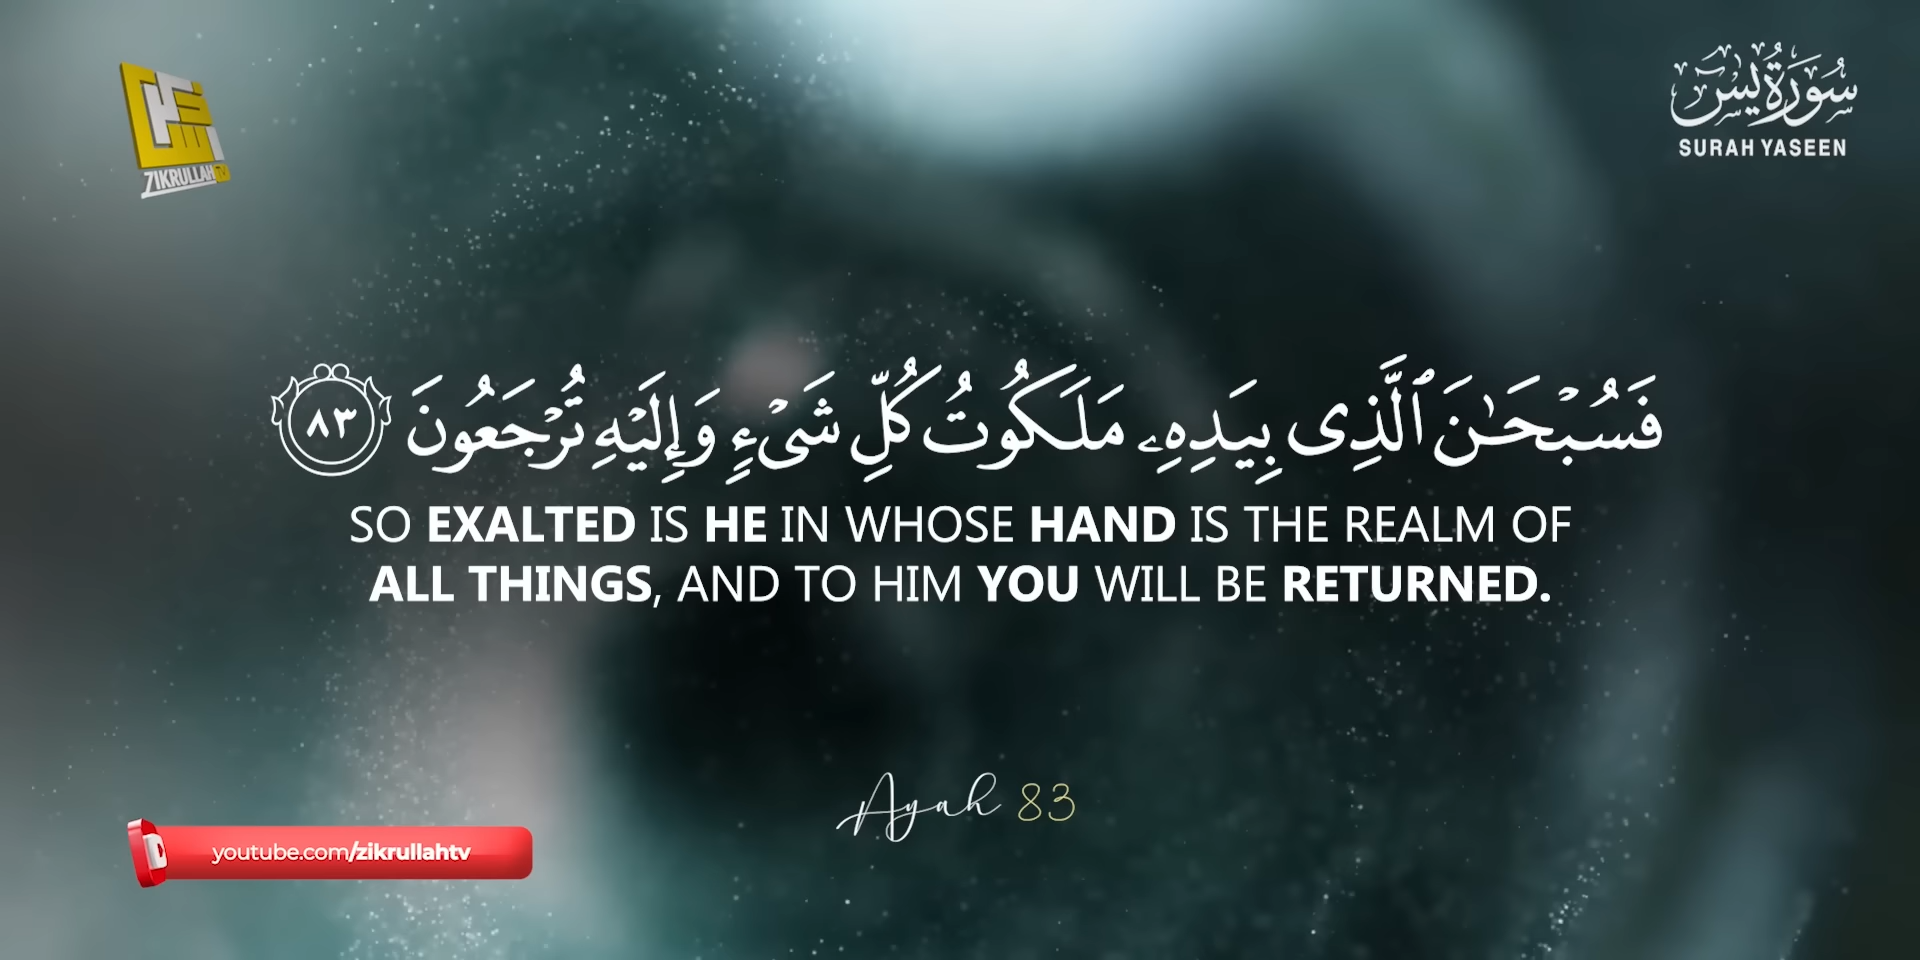 ZIKRULLAH TV
سُورَةُ يٰسٓ
SURAH YASEEN
فَسُبْحَـٰنَ ٱلَّذِى بِيَدِهِۦ مَلَكُوتُ كُلِّ شَىْءٍ وَإِلَيْهِ تُرْجَعُونَ ٨٣
SO EXALTED IS HE IN WHOSE HAND IS THE REALM OF
ALL THINGS, AND TO HIM YOU WILL BE RETURNED.
Ayah 83
youtube.com/zikrullahtv